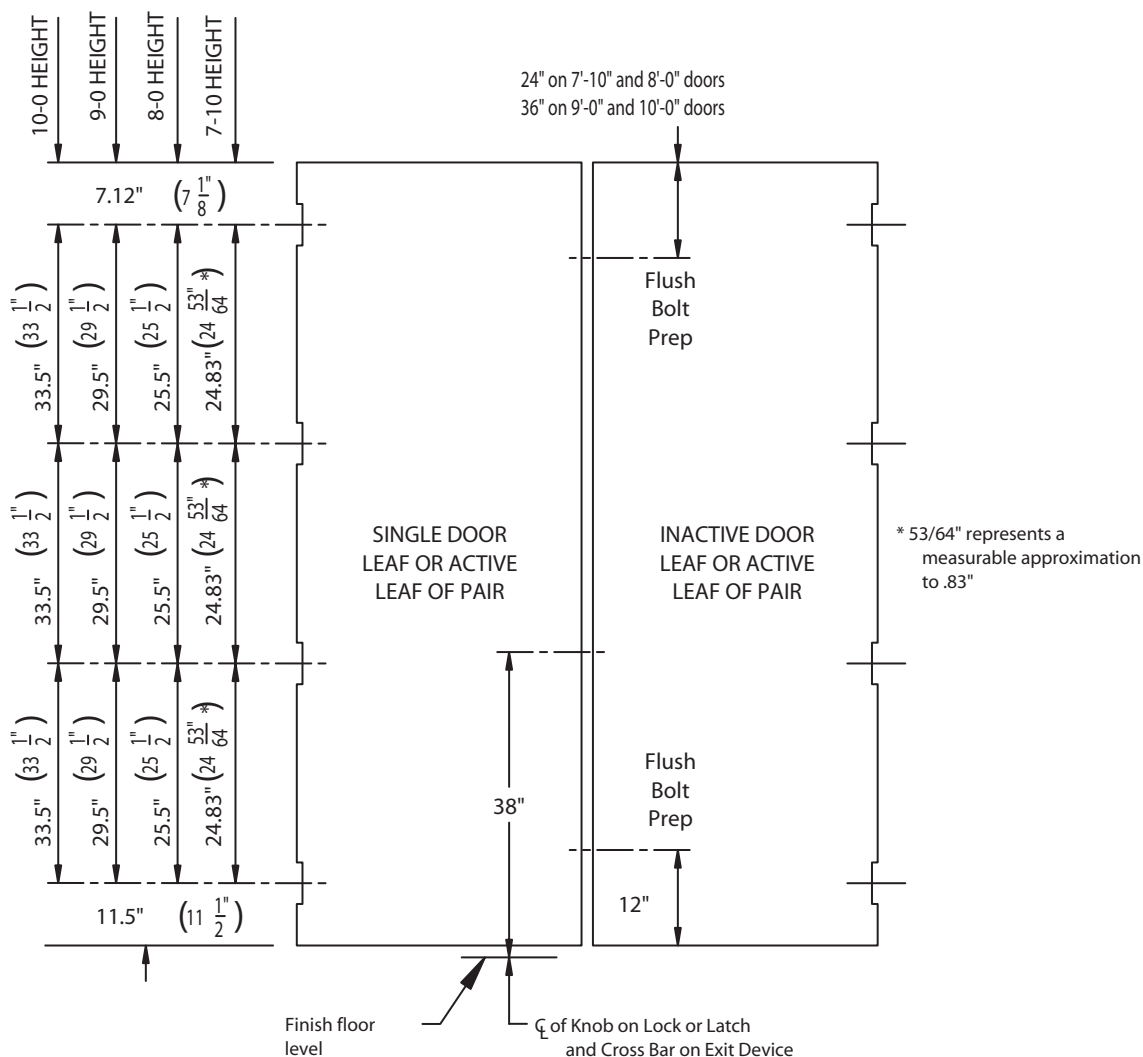 10-0 HEIGHT
9-0 HEIGHT
8-0 HEIGHT
7-10 HEIGHT
24" on 7'-10" and 8'-0" doors
36" on 9'-0" and 10'-0" doors
7.12" (7 1/8")
33.5" (33 1/2")
29.5" (29 1/2")
25.5" (25 1/2")
24.83" (24 53/64"*)
Flush
Bolt
Prep
33.5" (33 1/2")
29.5" (29 1/2")
25.5" (25 1/2")
24.83" (24 53/64"*)
SINGLE DOOR
LEAF OR ACTIVE
LEAF OF PAIR
INACTIVE DOOR
LEAF OR ACTIVE
LEAF OF PAIR
* 53/64" represents a
measurable approximation
to .83"
33.5" (33 1/2")
29.5" (29 1/2")
25.5" (25 1/2")
24.83" (24 53/64"*)
38"
Flush
Bolt
Prep
12"
11.5" (11 1/2")
Finish floor
level
℄ of Knob on Lock or Latch
and Cross Bar on Exit Device